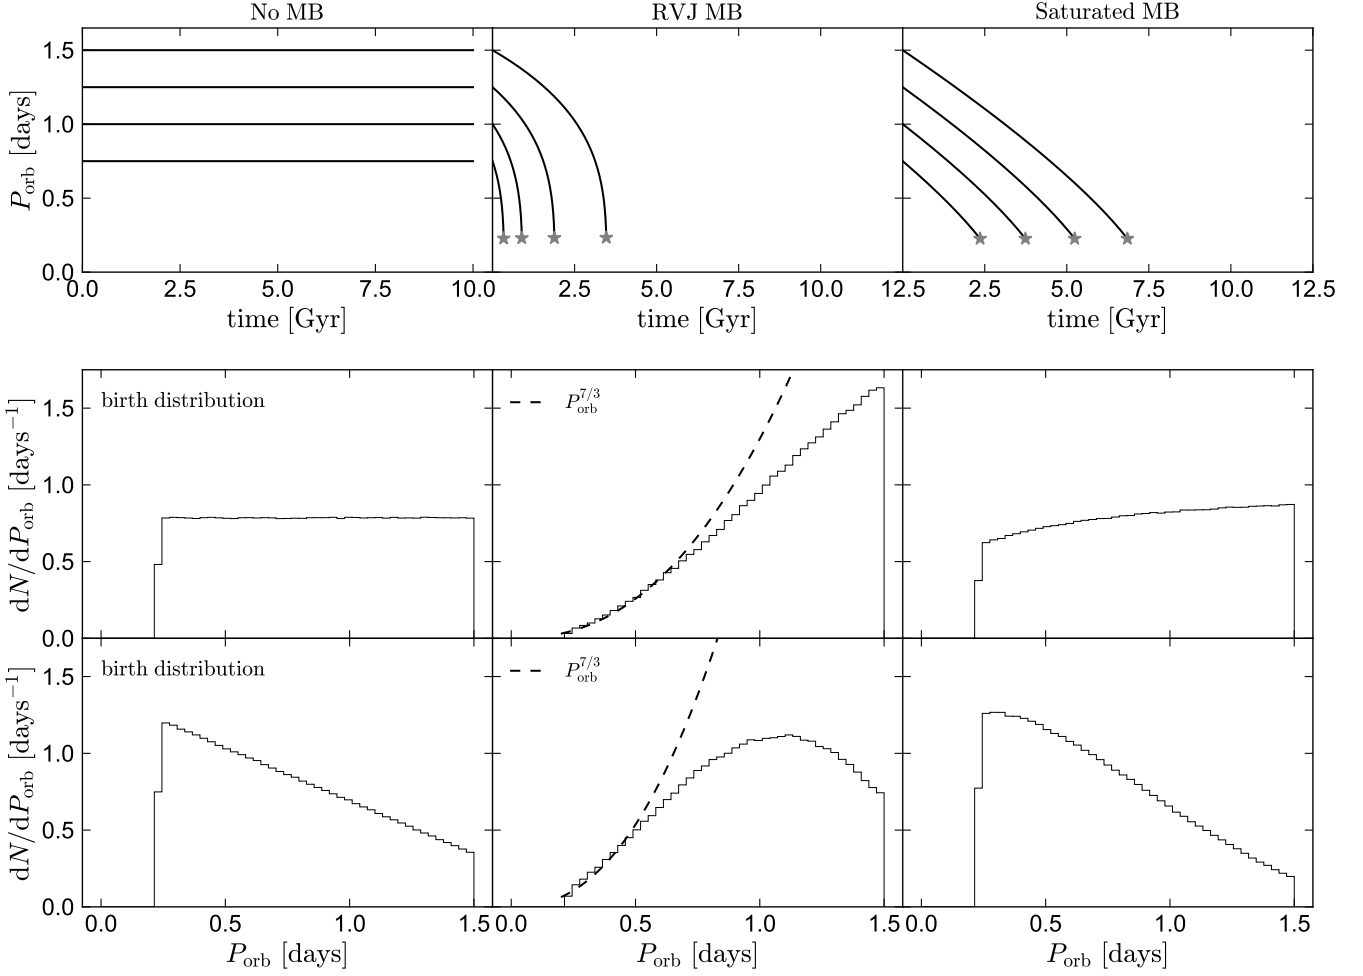 No MB RVJ MB Saturated MB
1.5
1.0
0.5
0.0
P_orb [days]
0.0 2.5 5.0 7.5 10.0 2.5 5.0 7.5 10.0 12.5 2.5 5.0 7.5 10.0 12.5
time [Gyr] time [Gyr] time [Gyr]
birth distribution P_orb^{7/3}
1.5
1.0
0.5
0.0
dN/dP_orb [days⁻¹]
birth distribution P_orb^{7/3}
1.5
1.0
0.5
0.0
dN/dP_orb [days⁻¹]
0.0 0.5 1.0 1.50.0 0.5 1.0 1.50.0 0.5 1.0 1.5
P_orb [days] P_orb [days] P_orb [days]